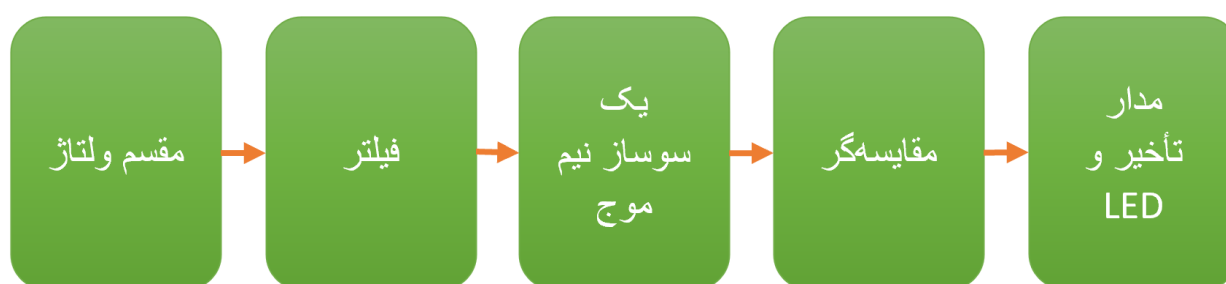 مقسم ولتاژ
فیلتر
یک
سوساز نیم
موج
مقایسه‌گر
مدار
تأخیر و
LED